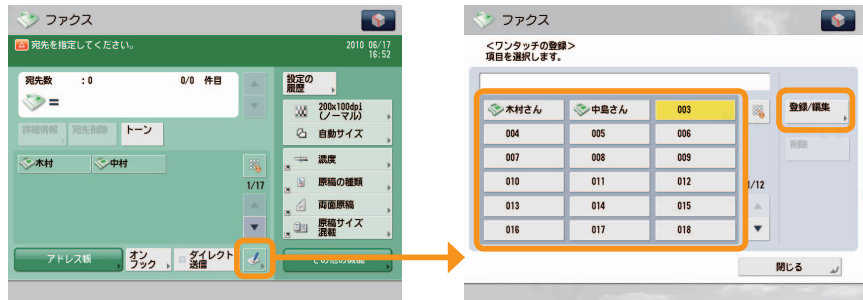 ファクス
宛先を指定してください。
2010 06/17
16:52
宛先数 :0 0/0 件目
=
設定の
履歴
200x100dpi
(ノーマル)
自動サイズ
詳細情報 宛先削除 トーン
木村 中村
1/17
濃度
原稿の種類
両面原稿
原稿サイズ
混載
アドレス帳
オン
フック
ダイレクト
送信
その他の機能
ファクス
<ワンタッチの登録>
項目を選択します。
木村さん 中島さん 003
004 005 006
007 008 009
010 011 012
013 014 015
016 017 018
登録/編集
削除
1/12
閉じる